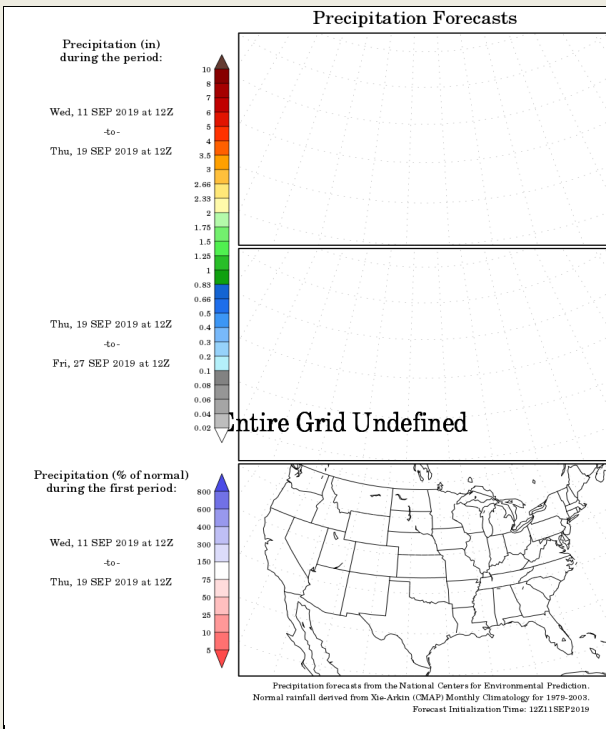 Precipitation Forecasts
Precipitation (in)
during the period:
Wed, 11 SEP 2019 at 12Z
-to-
Thu, 19 SEP 2019 at 12Z
10
8
7
6
5
4
3.5
3
2.66
2.33
2
1.75
1.5
1.25
1
0.83
0.66
0.5
0.4
0.3
0.2
0.1
0.08
0.06
0.04
0.02
Thu, 19 SEP 2019 at 12Z
-to-
Fri, 27 SEP 2019 at 12Z
Entire Grid Undefined
Precipitation (% of normal)
during the first period:
Wed, 11 SEP 2019 at 12Z
-to-
Thu, 19 SEP 2019 at 12Z
800
600
400
300
150
75
50
25
10
5
Precipitation forecasts from the National Centers for Environmental Prediction.
Normal rainfall derived from Xie-Arkin (CMAP) Monthly Climatology for 1979-2003.
Forecast Initialization Time: 12Z11SEP2019